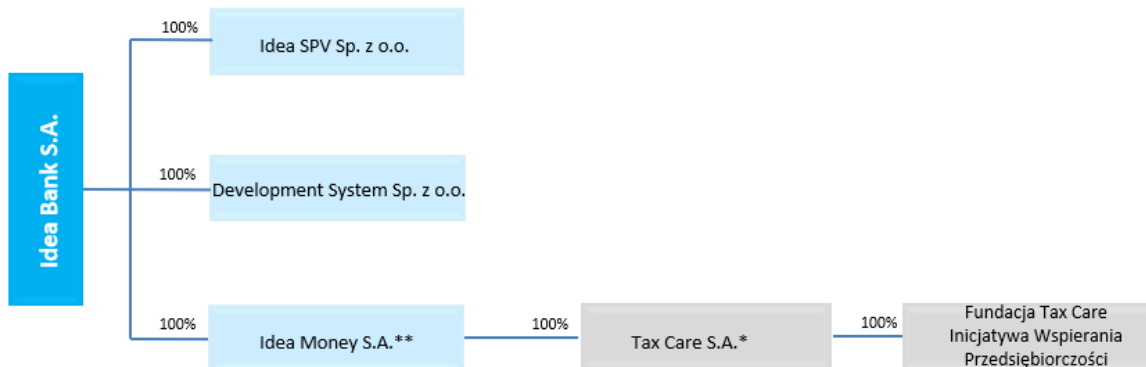 100%
Idea SPV Sp. z o.o.
Idea Bank S.A.
100%
Development System Sp. z o.o.
100%
Idea Money S.A.**
100%
Tax Care S.A.*
100%
Fundacja Tax Care
Inicjatywa Wspierania
Przedsiębiorczości